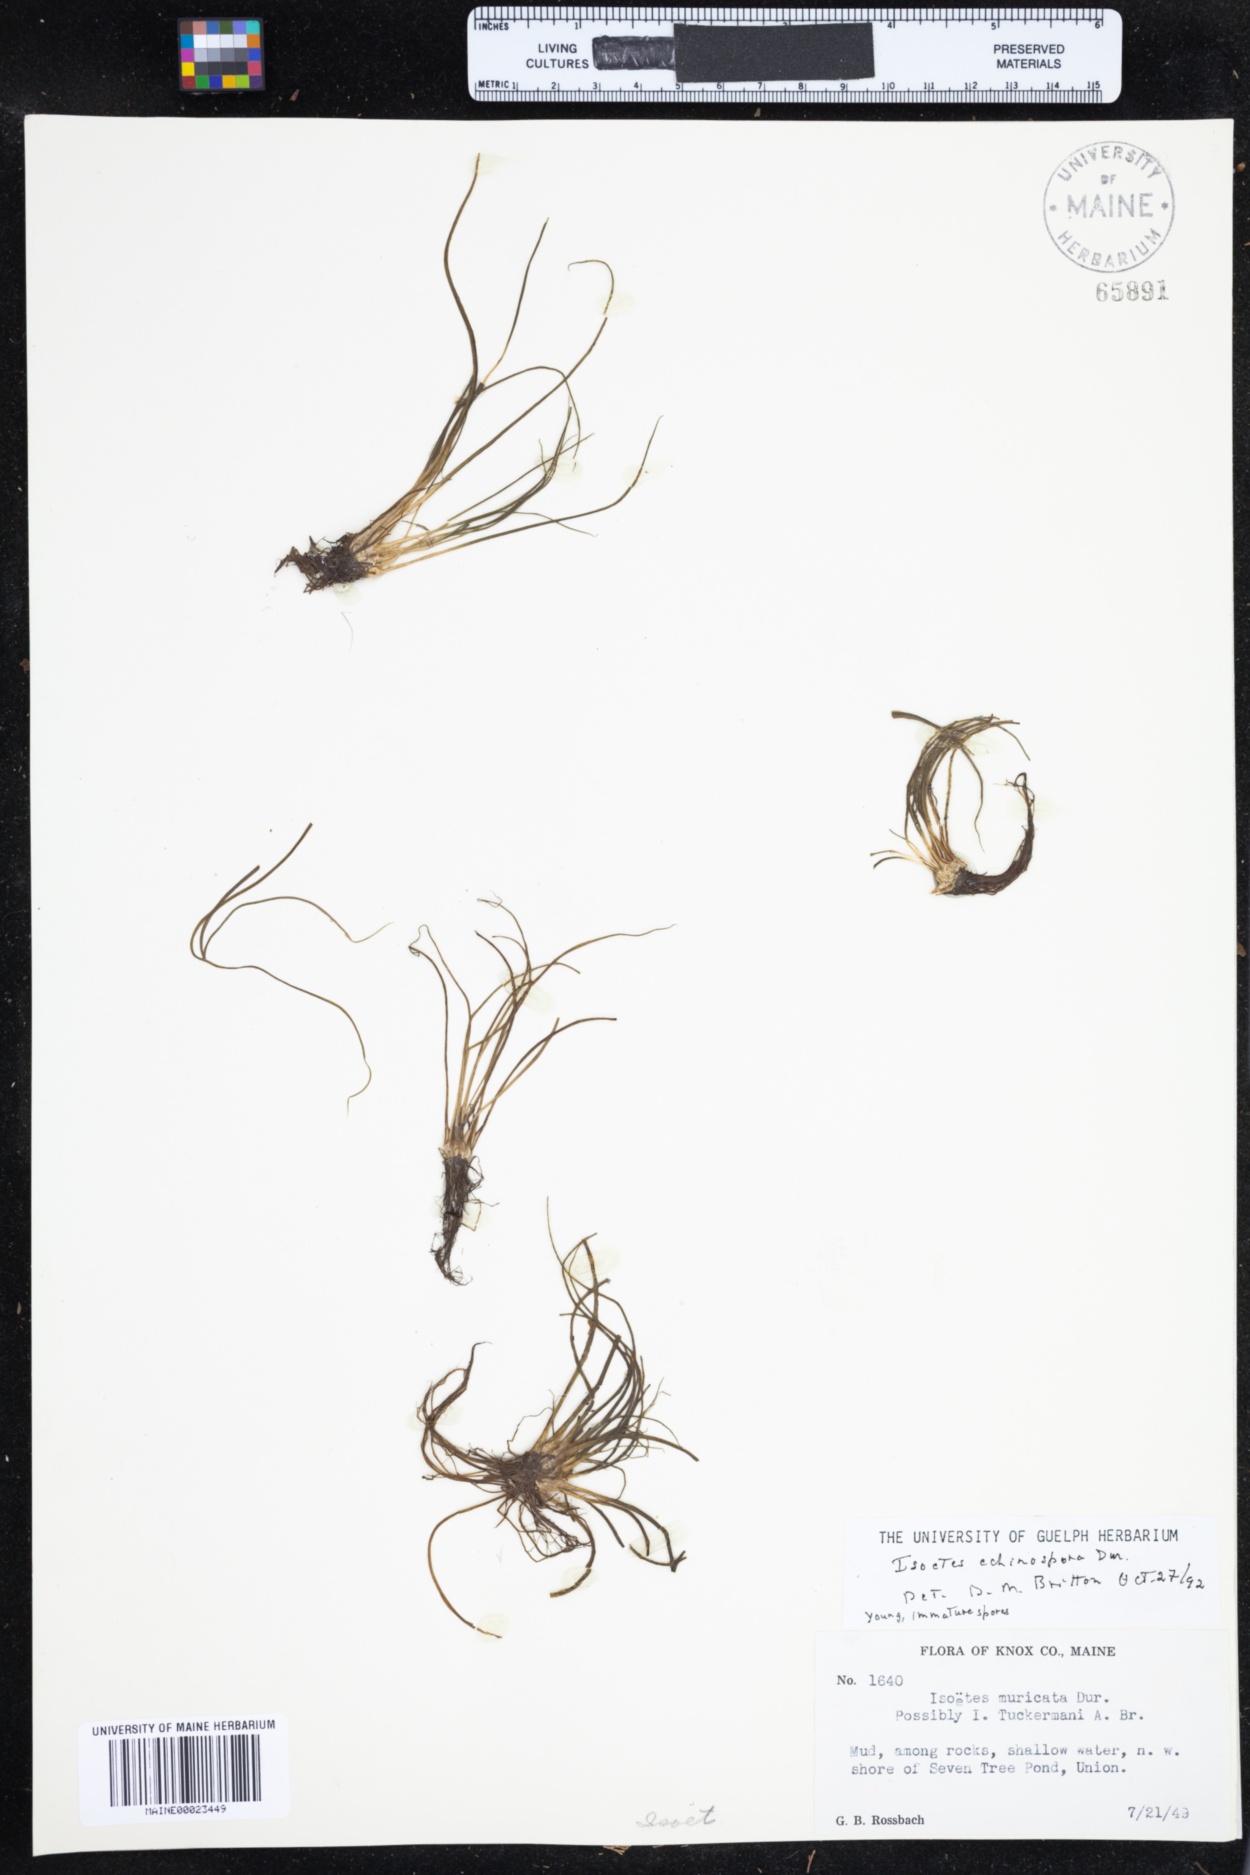 INCHES 1 4 5 6
LIVING CULTURES
PRESERVED MATERIALS
METRIC 1 2 3 4 5 6 7 8 9 10 11 12 13 14 15
UNIVERSITY
OF
* MAINE *
HERBARIUM
65891
THE UNIVERSITY OF GUELPH HERBARIUM
Isoetes echinospora Dur.
Det. D. M. Britton Oct. 27/92
young, immature spores
FLORA OF KNOX CO., MAINE
No. 1640
Isoëtes muricata Dur.
Possibly I. Tuckermani A. Br.
Mud, among rocks, shallow water, n. w.
shore of Seven Tree Pond, Union.
G. B. Rossbach 7/21/49
UNIVERSITY OF MAINE HERBARIUM
MAINE00023449
Isoët